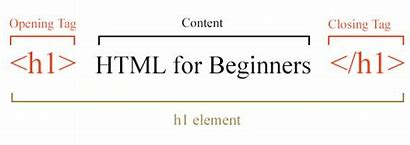 Opening Tag Content Closing Tag
<h1> HTML for Beginners </h1>
h1 element